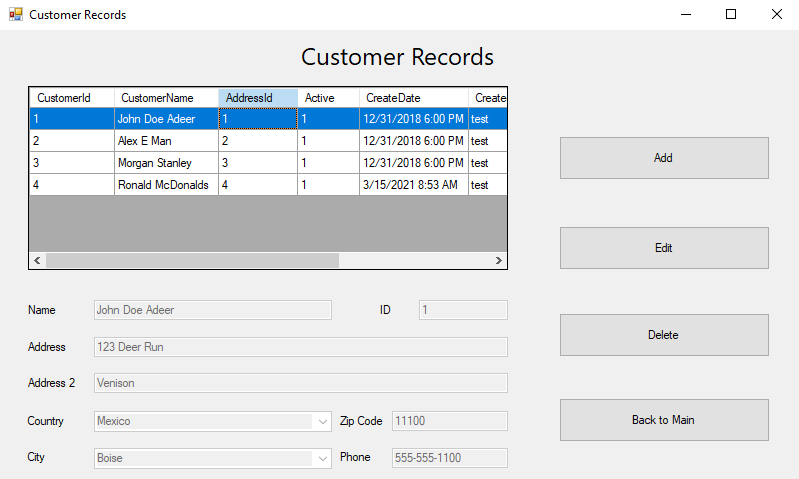 Customer Records
Customer Records
CustomerId CustomerName AddressId Active CreateDate Create
1 John Doe Adeer 1 1 12/31/2018 6:00 PM test
2 Alex E Man 2 1 12/31/2018 6:00 PM test
3 Morgan Stanley 3 1 12/31/2018 6:00 PM test
4 Ronald McDonalds 4 1 3/15/2021 8:53 AM test
Add
Edit
Delete
Back to Main
Name John Doe Adeer ID 1
Address 123 Deer Run
Address 2 Venison
Country Mexico Zip Code 11100
City Boise Phone 555-555-1100